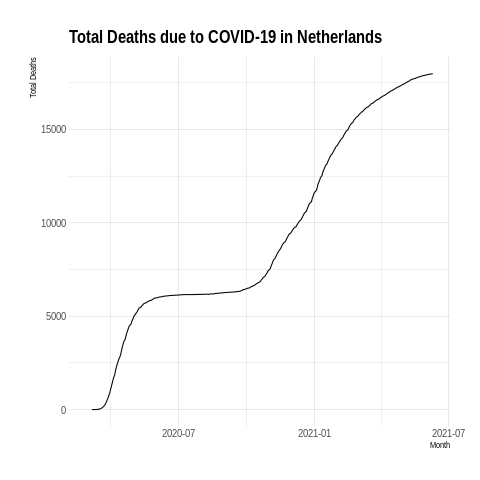 Total Deaths due to COVID-19 in Netherlands
Total Deaths
15000
10000
5000
0
2020-07
2021-01
2021-07
Month